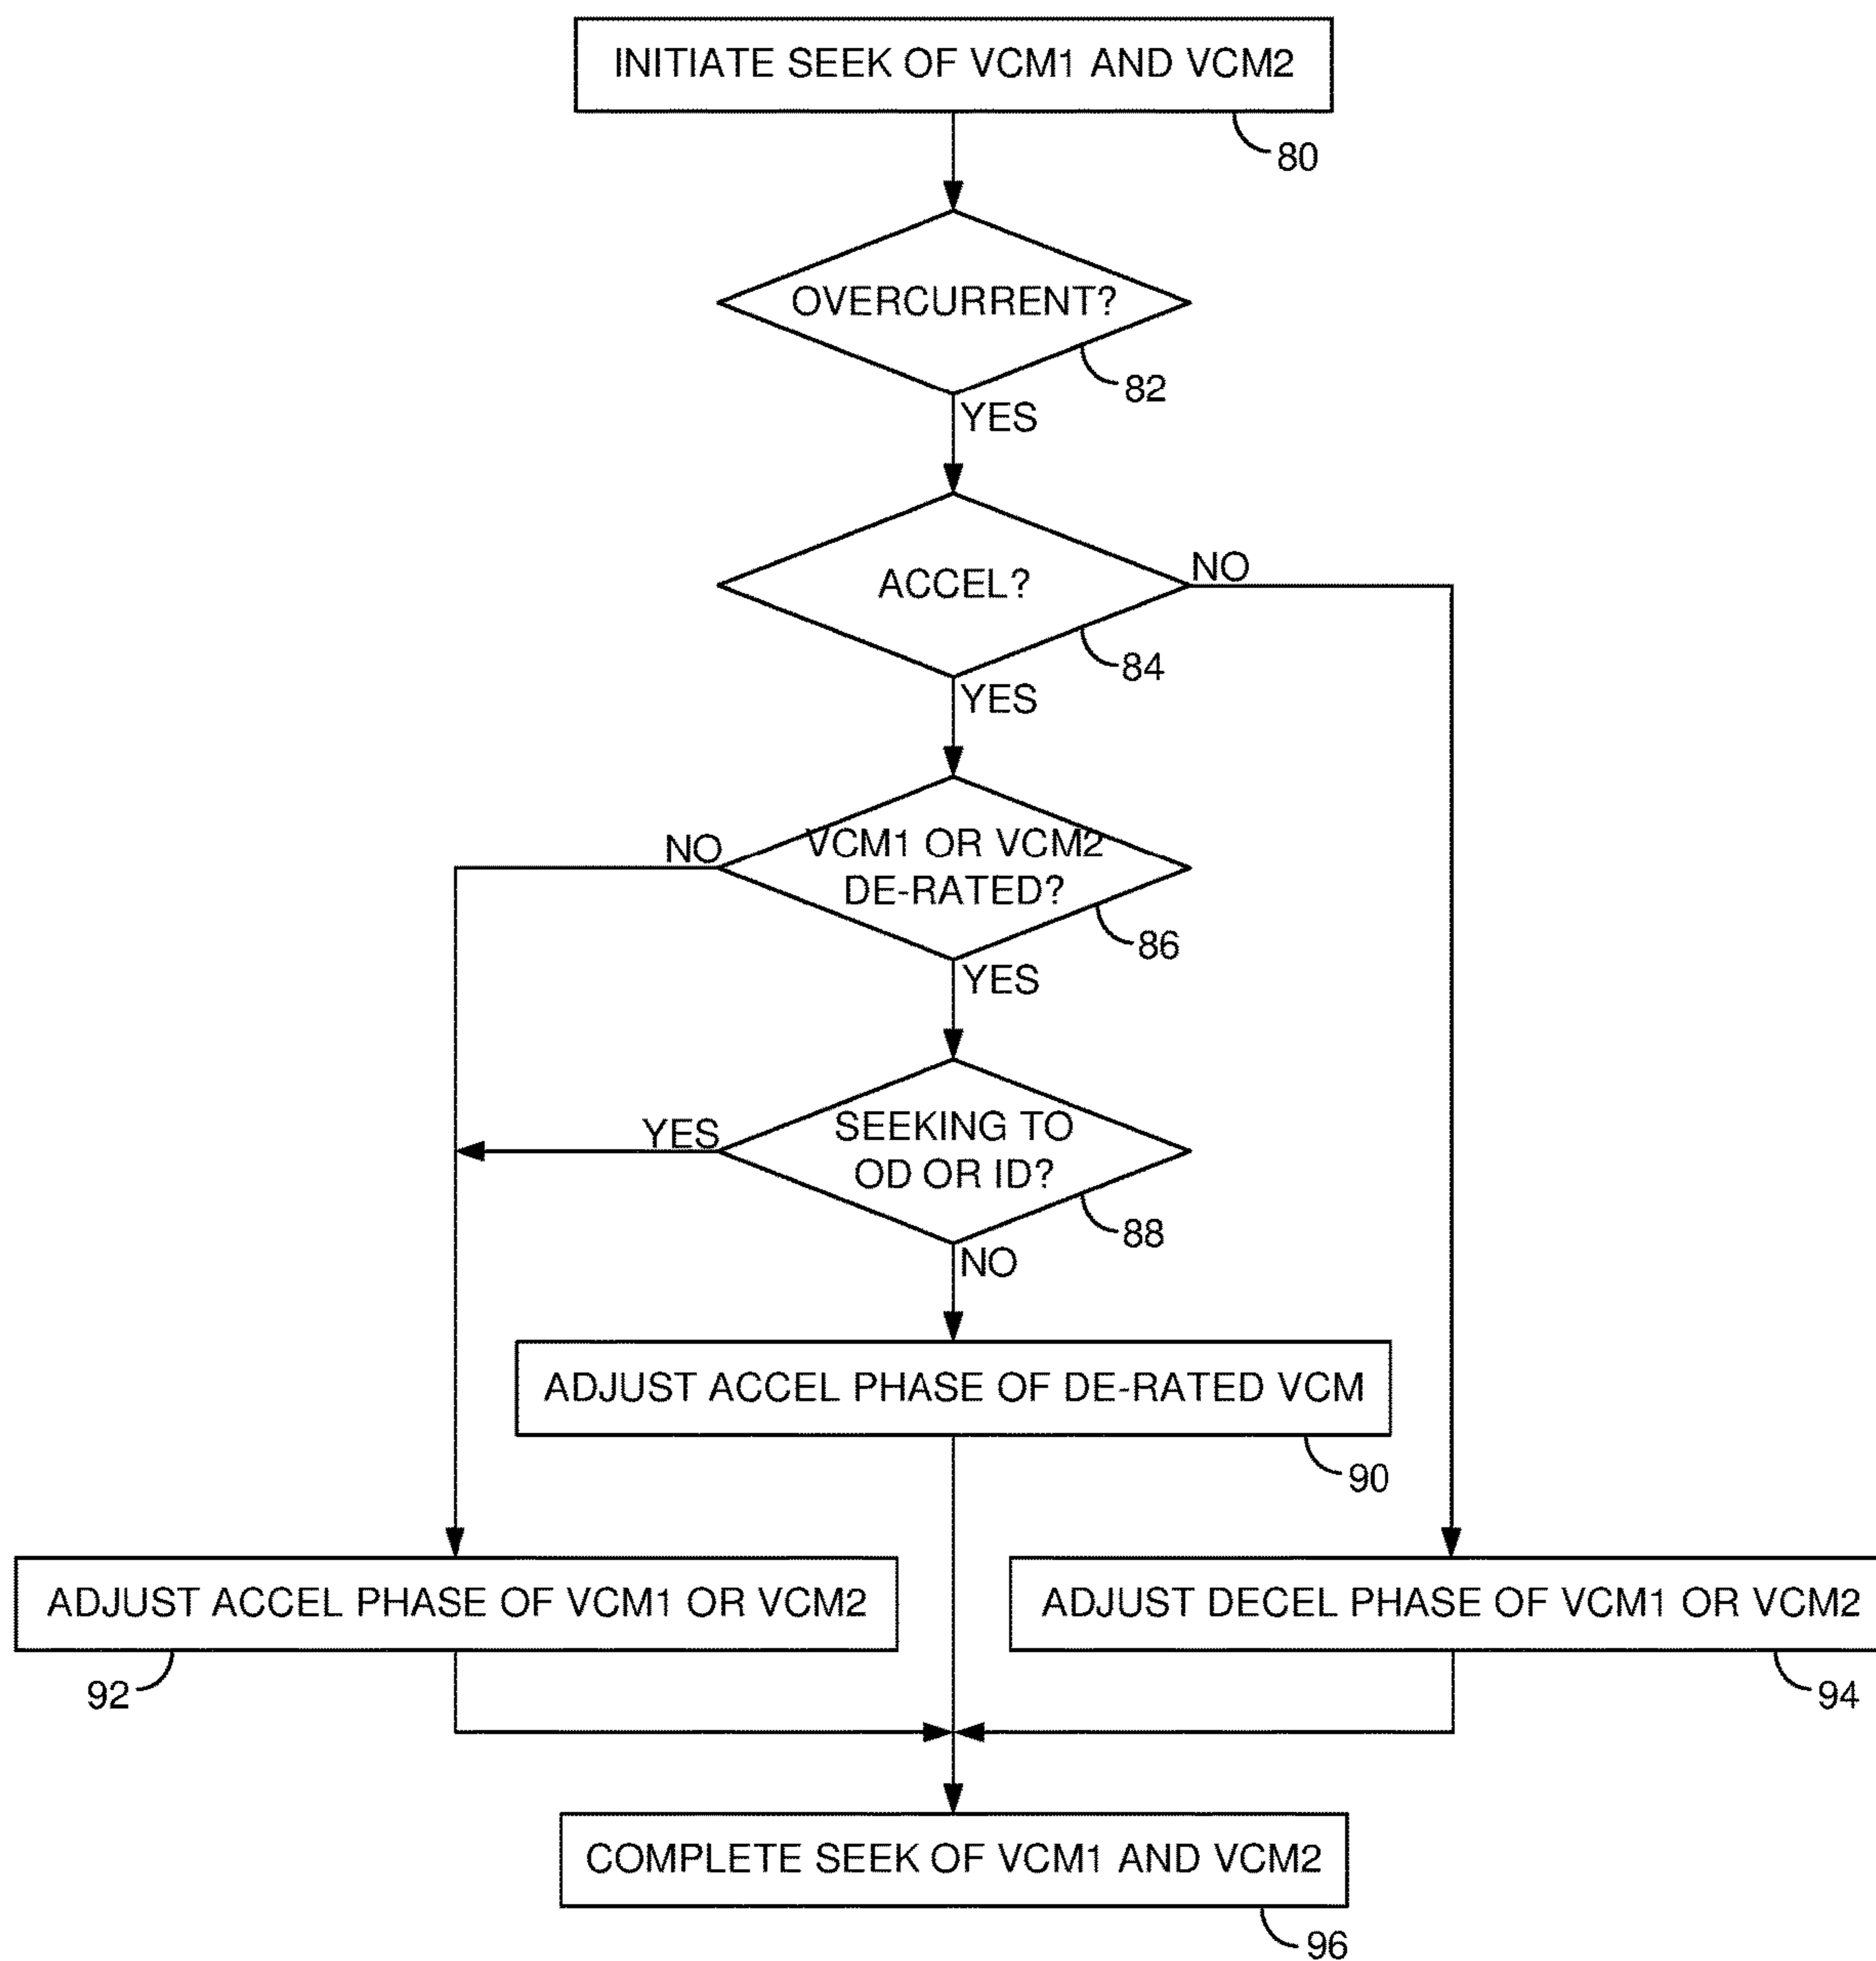 INITIATE SEEK OF VCM1 AND VCM2
80
OVERCURRENT?
82
YES
ACCEL?
NO
84
YES
VCM1 OR VCM2
DE-RATED?
NO
86
YES
SEEKING TO
OD OR ID?
YES
88
NO
ADJUST ACCEL PHASE OF DE-RATED VCM
90
ADJUST ACCEL PHASE OF VCM1 OR VCM2
92
ADJUST DECEL PHASE OF VCM1 OR VCM2
94
COMPLETE SEEK OF VCM1 AND VCM2
96